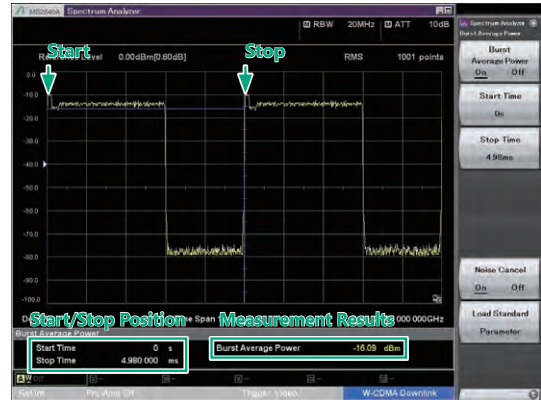 MS2840A Spectrum Analyzer
RBW 20MHz ATT 10dB
Reference Level 0.00dBm[0.60dB] RMS 1001 points
Start
Stop
0.0
-10.0
-20.0
-30.0
-40.0
-50.0
-60.0
-70.0
-80.0
-90.0
-100.0
Start/Stop Position
Measurement Results
Time Span
000 000GHz
Burst Average Power
Start Time 0 s
Stop Time 4.980 000 ms
Burst Average Power -16.09 dBm
Off
Pre-Amp Off
Trigger Video
W-CDMA Downlink
Spectrum Analyzer
Burst Average Power
Burst
Average Power
On Off
Start Time
0s
Stop Time
4.98ms
Noise Cancel
On Off
Load Standard
Parameter